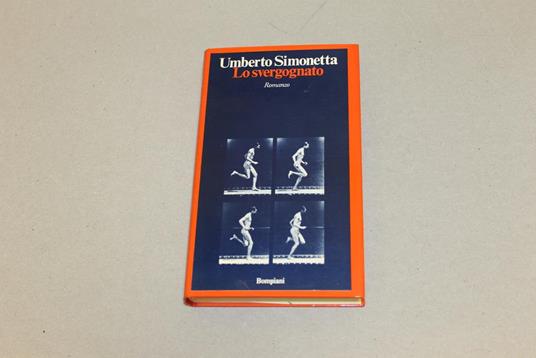 Umberto Simonetta
Lo svergognato
Romanzo
Bompiani